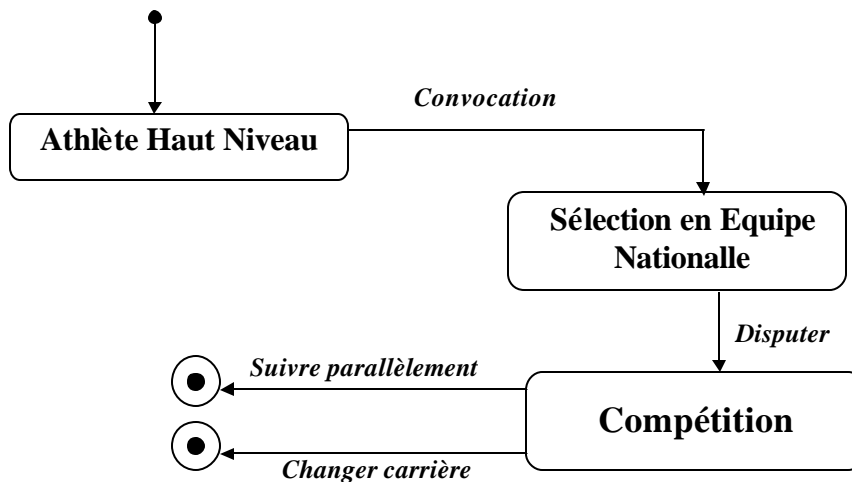 Convocation
Athlète Haut Niveau
Sélection en Equipe
Nationalle
Disputer
Suivre parallèlement
Compétition
Changer carrière